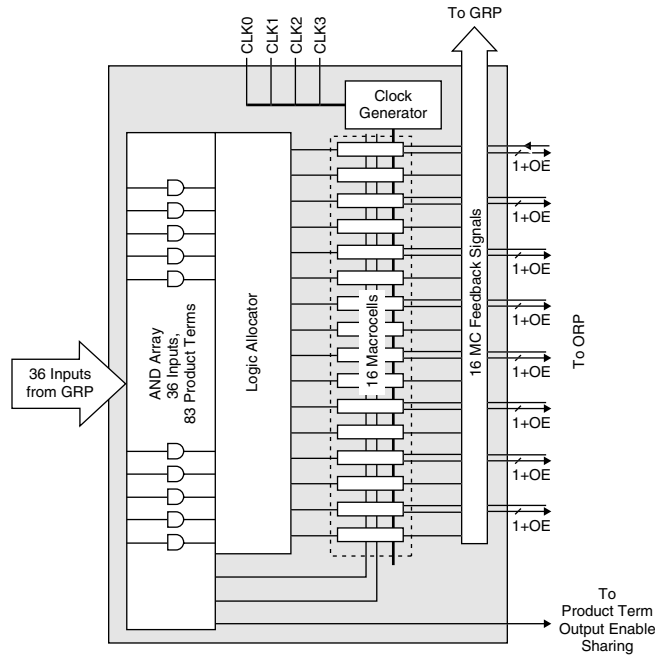 To GRP
CLK0
CLK1
CLK2
CLK3
Clock
Generator
1+OE
1+OE
1+OE
1+OE
1+OE
1+OE
1+OE
1+OE
36 Inputs
from GRP
AND Array
36 Inputs,
83 Product Terms
Logic Allocator
16 Macrocells
16 MC Feedback Signals
To ORP
To
Product Term
Output Enable
Sharing